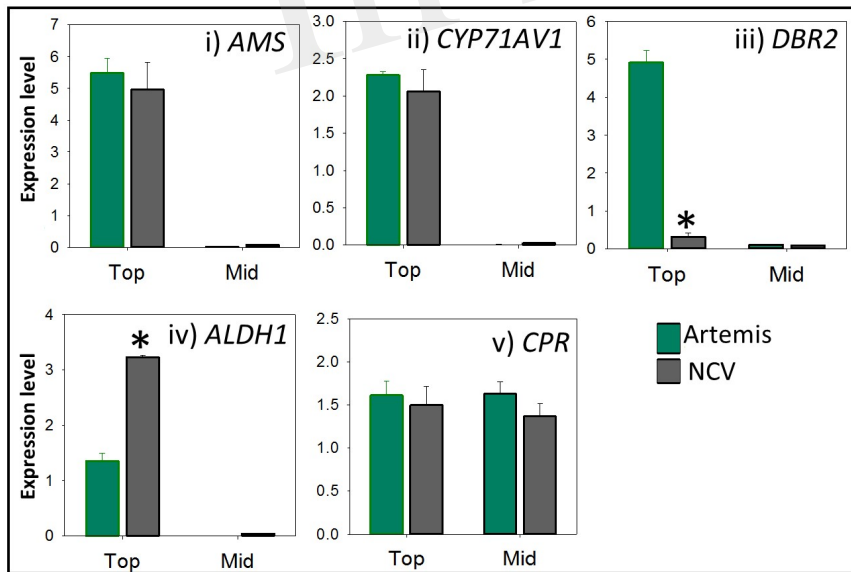 i) AMS
Expression level
7
6
5
4
3
2
1
0
Top Mid
ii) CYP71AV1
3.0
2.5
2.0
1.5
1.0
0.5
0.0
Top Mid
iii) DBR2
6
5
4
3
2
1
0
*
Top Mid
iv) ALDH1
Expression level
4
3
2
1
0
*
Top Mid
v) CPR
2.5
2.0
1.5
1.0
0.5
0.0
Top Mid
Artemis
NCV